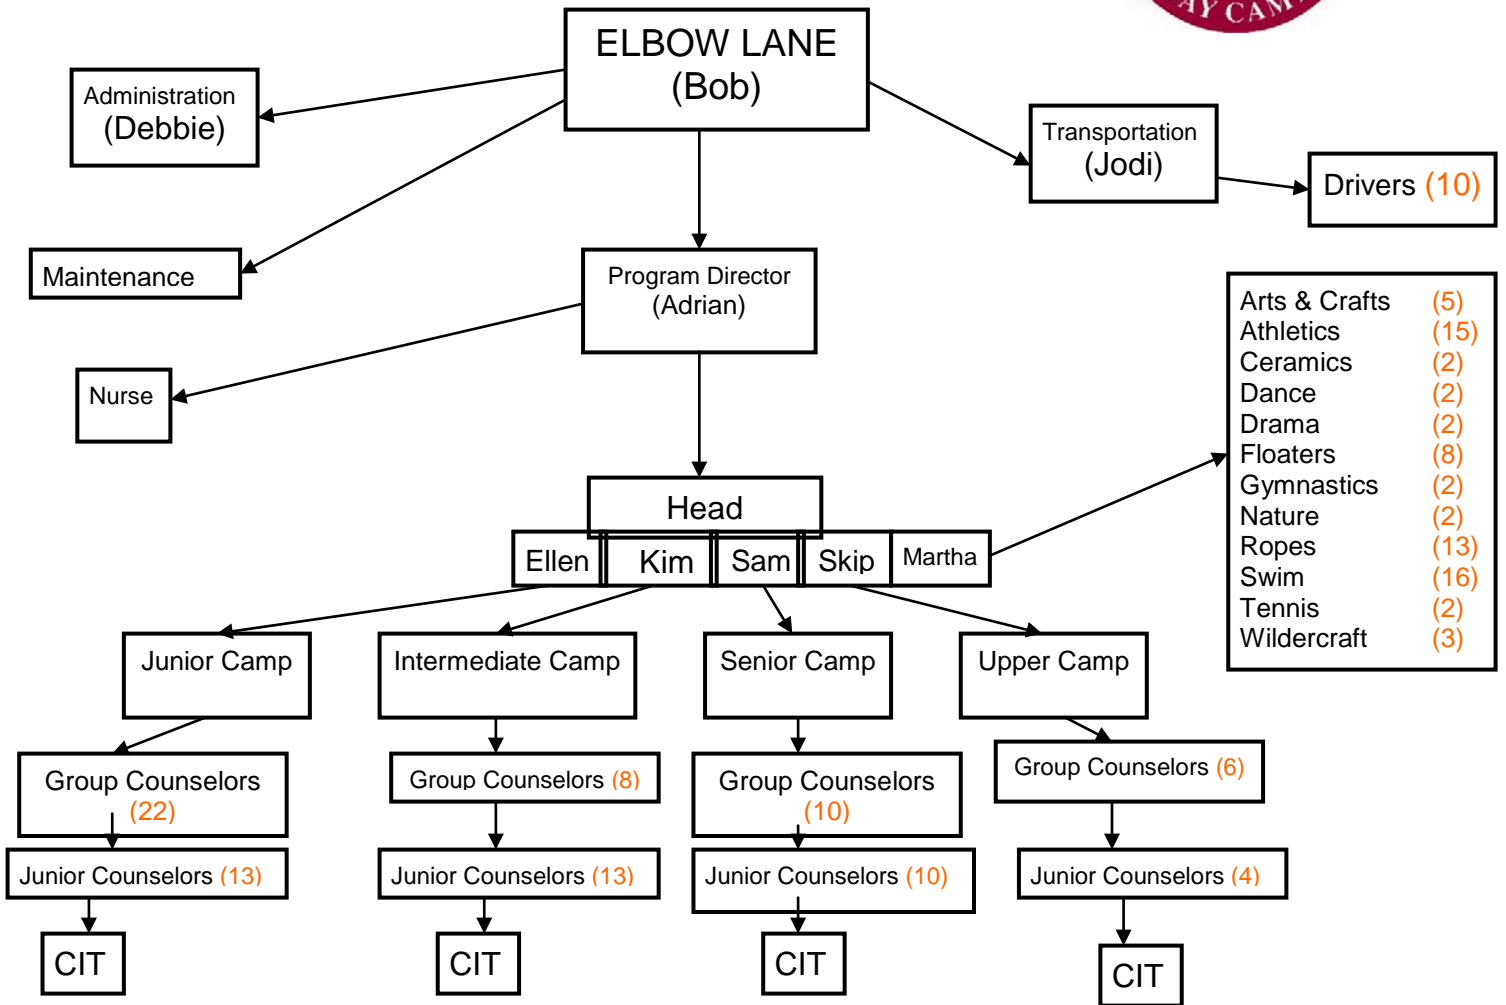 AY CAM
ELBOW LANE
(Bob)
Administration
(Debbie)
Transportation
(Jodi)
Drivers (10)
Maintenance
Program Director
(Adrian)
Nurse
Arts & Crafts (5)
Athletics (15)
Ceramics (2)
Dance (2)
Drama (2)
Floaters (8)
Gymnastics (2)
Nature (2)
Ropes (13)
Swim (16)
Tennis (2)
Wildercraft (3)
Head
Ellen
Kim
Sam
Skip
Martha
Junior Camp
Intermediate Camp
Senior Camp
Upper Camp
Group Counselors
(22)
Group Counselors (8)
Group Counselors
(10)
Group Counselors (6)
Junior Counselors (13)
Junior Counselors (13)
Junior Counselors (10)
Junior Counselors (4)
CIT
CIT
CIT
CIT